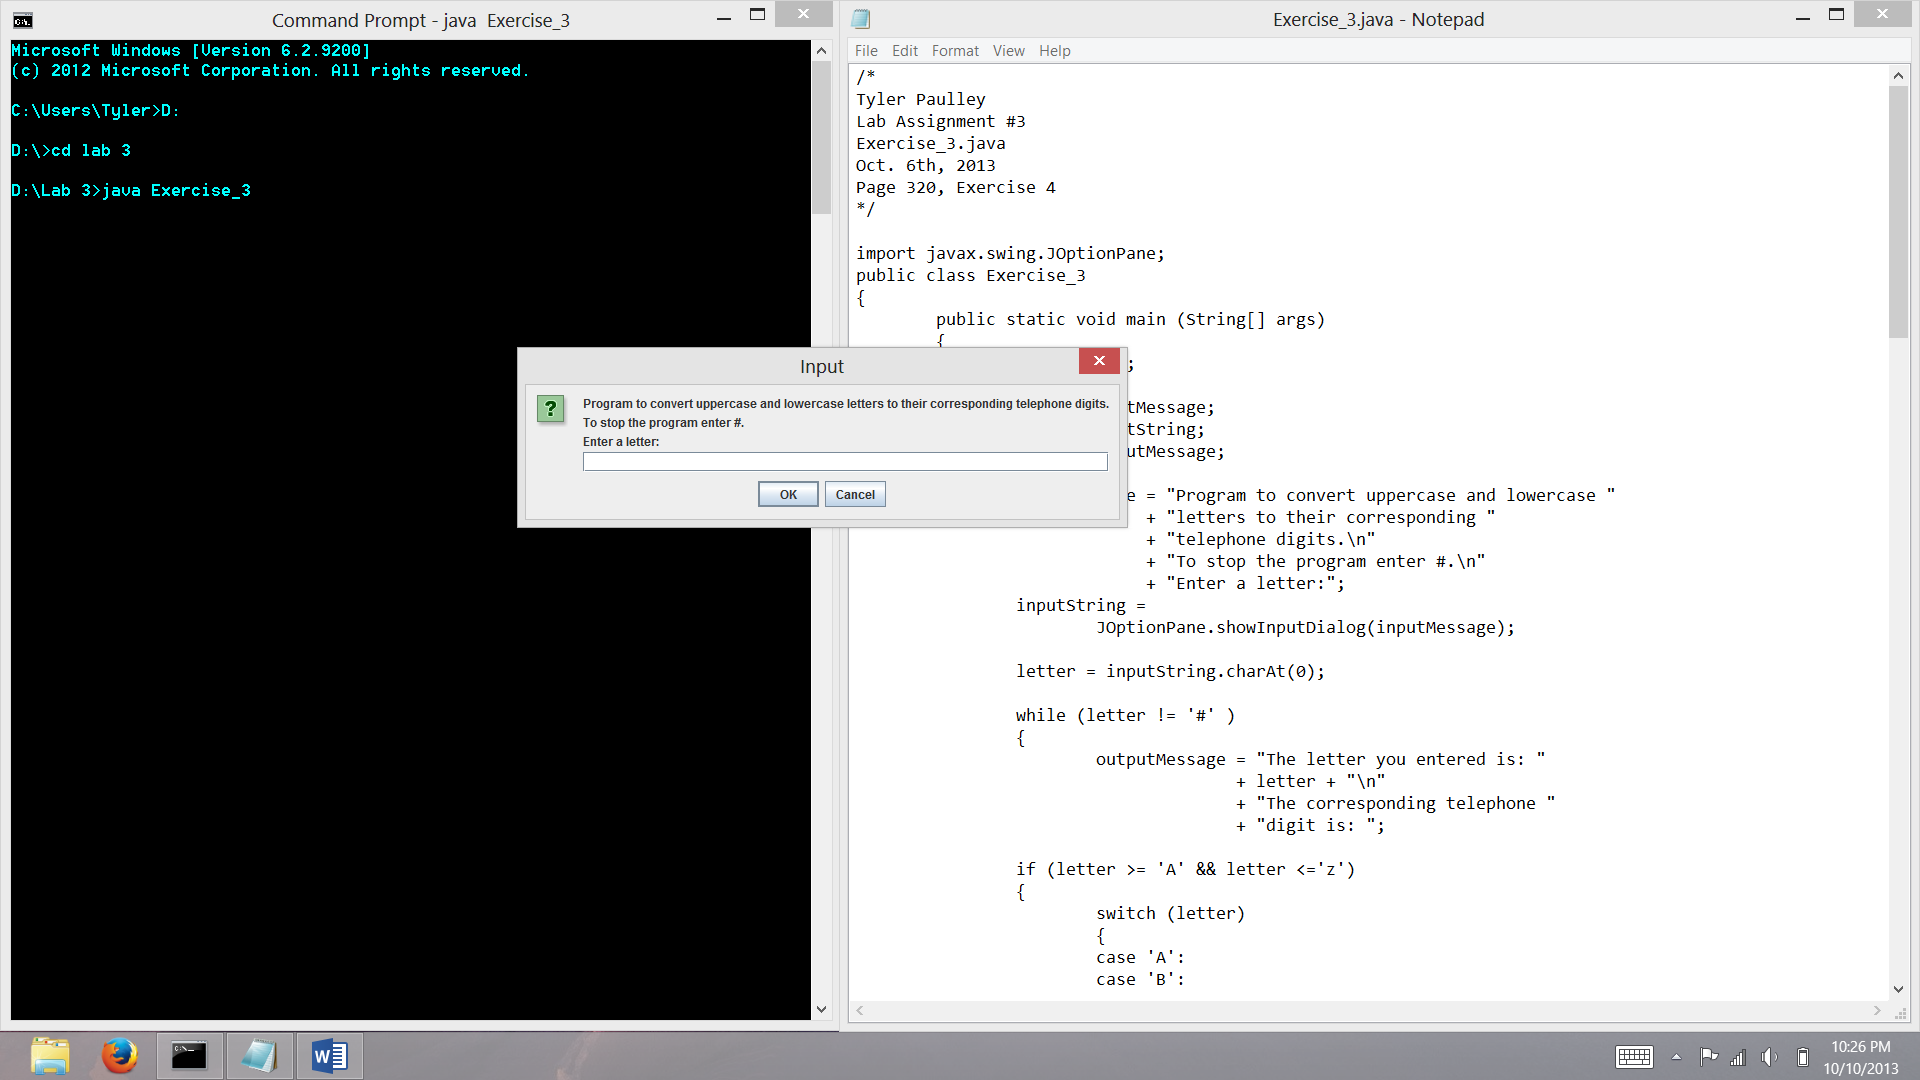 Command Prompt - java  Exercise_3
Microsoft Windows [Version 6.2.9200]
(c) 2012 Microsoft Corporation. All rights reserved.
C:\Users\Tyler>D:
D:\>cd lab 3
D:\Lab 3>java Exercise_3
Exercise_3.java - Notepad
File Edit Format View Help
/*
Tyler Paulley
Lab Assignment #3
Exercise_3.java
Oct. 6th, 2013
Page 320, Exercise 4
*/
import javax.swing.JOptionPane;
public class Exercise_3
{
public static void main (String[] args)
{
;
tMessage;
tString;
utMessage;
e = "Program to convert uppercase and lowercase "
+ "letters to their corresponding "
+ "telephone digits.\n"
+ "To stop the program enter #.\n"
+ "Enter a letter:";
inputString =
JOptionPane.showInputDialog(inputMessage);
letter = inputString.charAt(0);
while (letter != '#' )
{
outputMessage = "The letter you entered is: "
+ letter + "\n"
+ "The corresponding telephone "
+ "digit is: ";
if (letter >= 'A' && letter <='z')
{
switch (letter)
{
case 'A':
case 'B':
Input
?
Program to convert uppercase and lowercase letters to their corresponding telephone digits.
To stop the program enter #.
Enter a letter:
OK Cancel
10:26 PM
10/10/2013